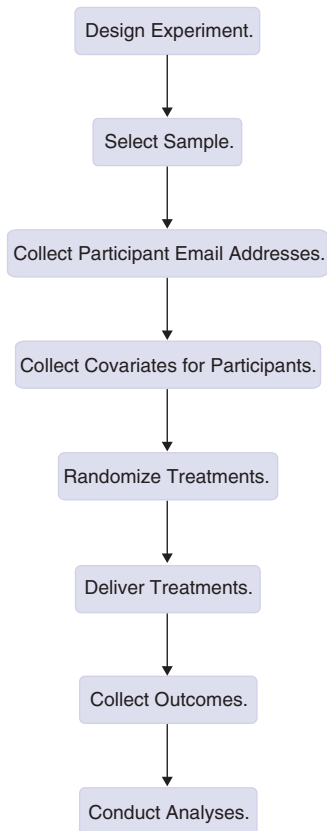 Design Experiment.
Select Sample.
Collect Participant Email Addresses.
Collect Covariates for Participants.
Randomize Treatments.
Deliver Treatments.
Collect Outcomes.
Conduct Analyses.